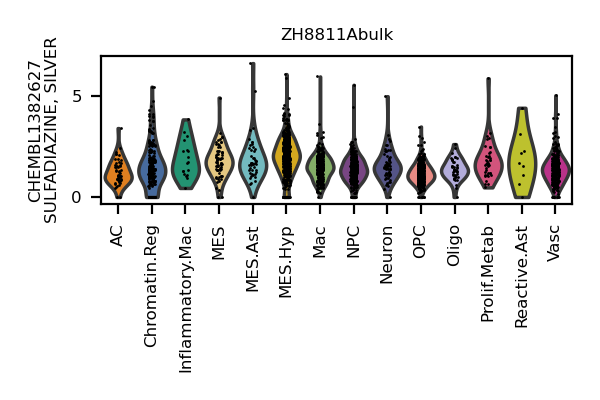 ZH8811Abulk
CHEMBL1382627
SULFADIAZINE, SILVER
5
0
AC
Chromatin.Reg
Inflammatory.Mac
MES
MES.Ast
MES.Hyp
Mac
NPC
Neuron
OPC
Oligo
Prolif.Metab
Reactive.Ast
Vasc